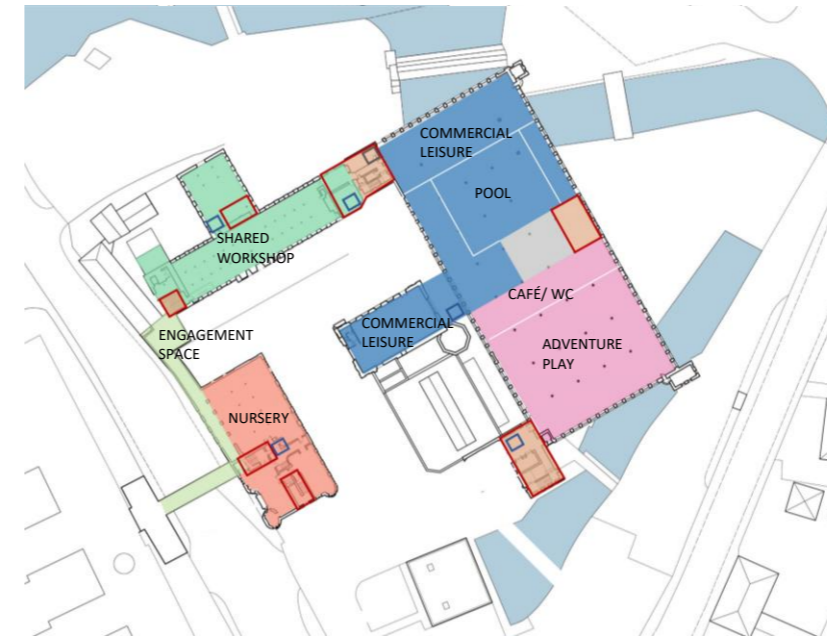 COMMERCIAL
LEISURE
POOL
SHARED
WORKSHOP
CAFÉ/ WC
ENGAGEMENT
SPACE
COMMERCIAL
LEISURE
ADVENTURE
PLAY
NURSERY